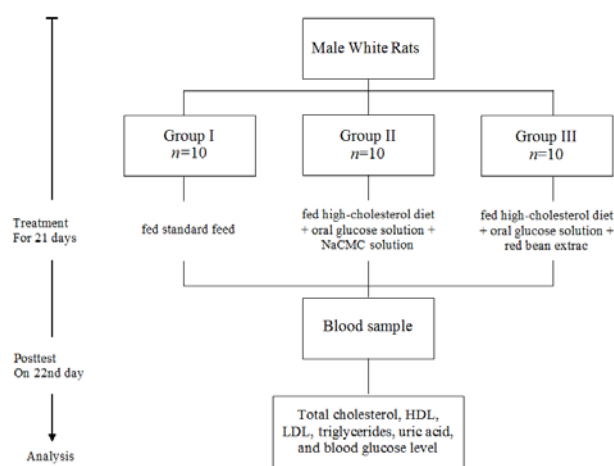 Male White Rats
Group I
n=10
Group II
n=10
Group III
n=10
Treatment
For 21 days
fed standard feed
fed high-cholesterol diet
+ oral glucose solution +
NaCMC solution
fed high-cholesterol diet
+ oral glucose solution +
red bean extrac
Blood sample
Posttest
On 22nd day
Total cholesterol, HDL,
LDL, triglycerides, uric acid,
and blood glucose level
Analysis